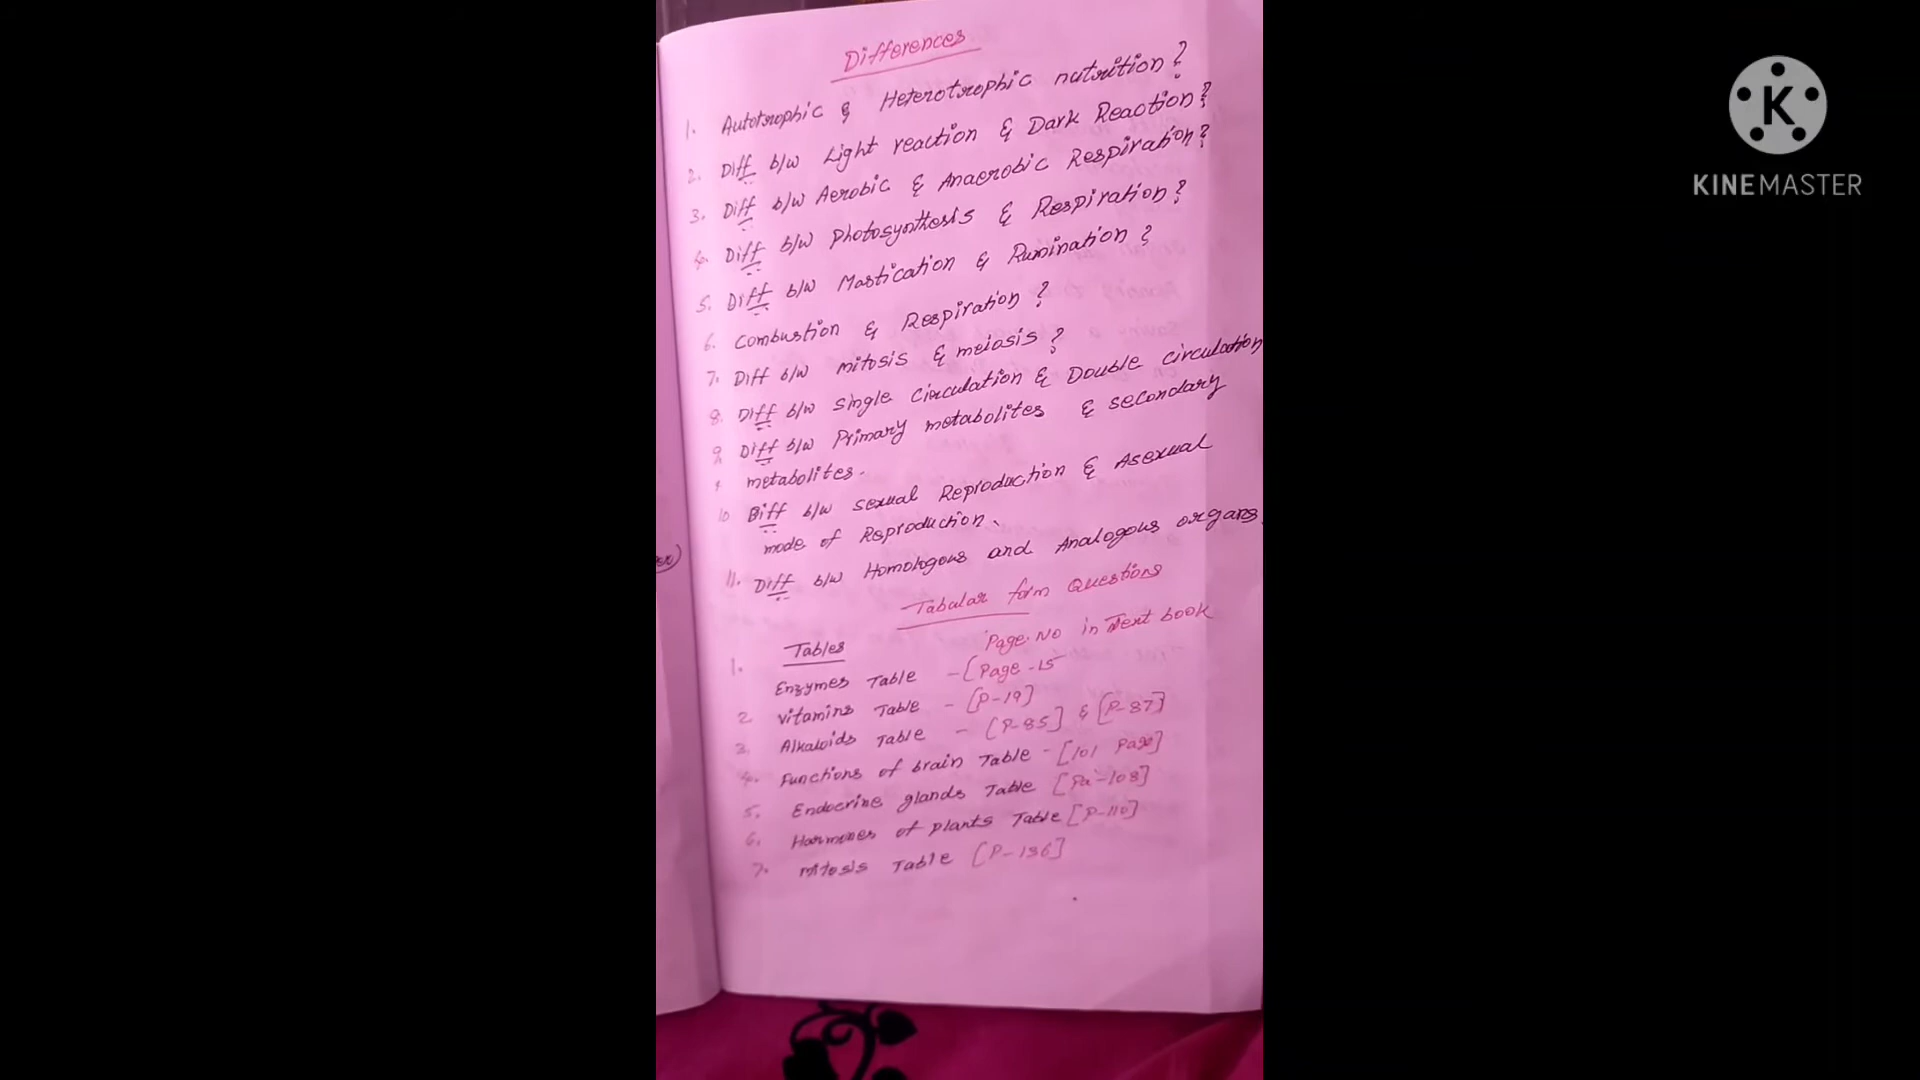 Differences
1. Autotrophic & Heterotrophic nutrition?
2. Diff b/w Light reaction & Dark Reaction?
3. Diff b/w Aerobic & Anaerobic Respiration?
4. Diff b/w Photosynthesis & Respiration?
5. Diff b/w Mastication & Rumination?
6. Combustion & Respiration?
7. Diff b/w mitosis & meiosis?
8. Diff b/w single circulation & Double circulation
9. Diff b/w Primary metabolites & secondary
metabolites.
10 Diff b/w sexual Reproduction & Asexual
mode of Reproduction.
11. Diff b/w Homologous and Analogous organs.
Tabular form Questions
Tables Page.No in Text book
1. Enzymes Table - [Page - 15
2. vitamins Table - [P-19]
3. Alkaloids Table - [P-85] & [P-87]
4. Functions of brain Table - [101 Page]
5. Endocrine glands Table [Pa-108]
6. Hormones of plants Table [P-110]
7. mitosis Table [P-136]
K
KINEMASTER